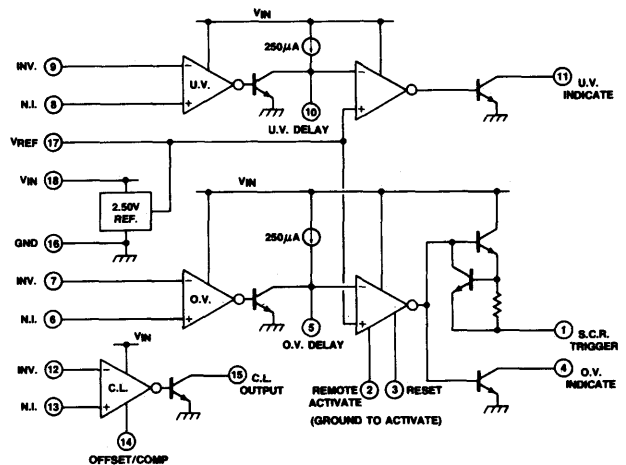 VIN
250µA
INV. 9
U.V.
N.I. 8
10
U.V. DELAY
11 U.V. INDICATE
VREF 17
VIN 18
2.50V REF.
GND 16
VIN
250µA
INV. 7
O.V.
N.I. 6
5
O.V. DELAY
1 S.C.R. TRIGGER
VIN
INV. 12
C.L.
N.I. 13
15 C.L. OUTPUT
14
OFFSET/COMP
REMOTE ACTIVATE 2
3 RESET
(GROUND TO ACTIVATE)
4 O.V. INDICATE
- + - + - + - + - +